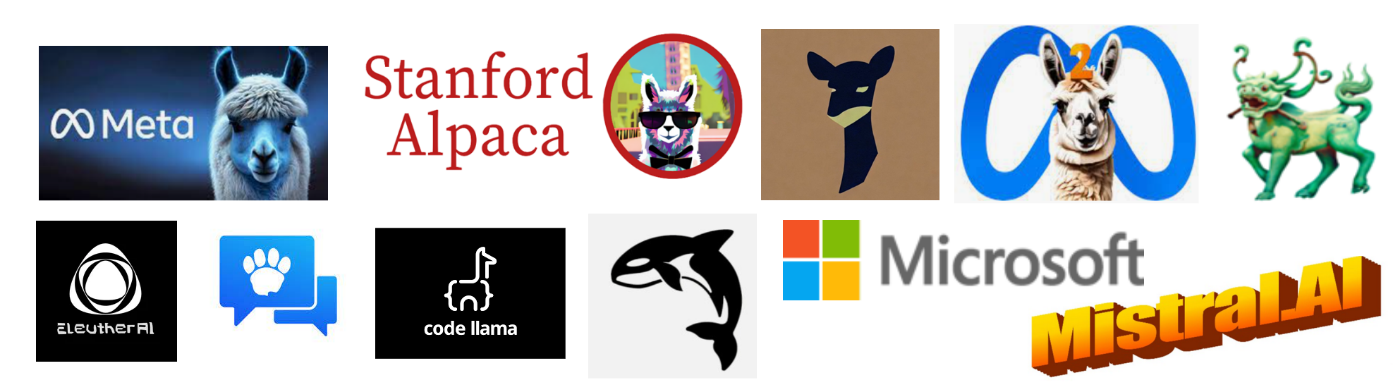 Meta
Stanford
Alpaca
2
EleutherAI
code llama
Microsoft
Mistral.AI